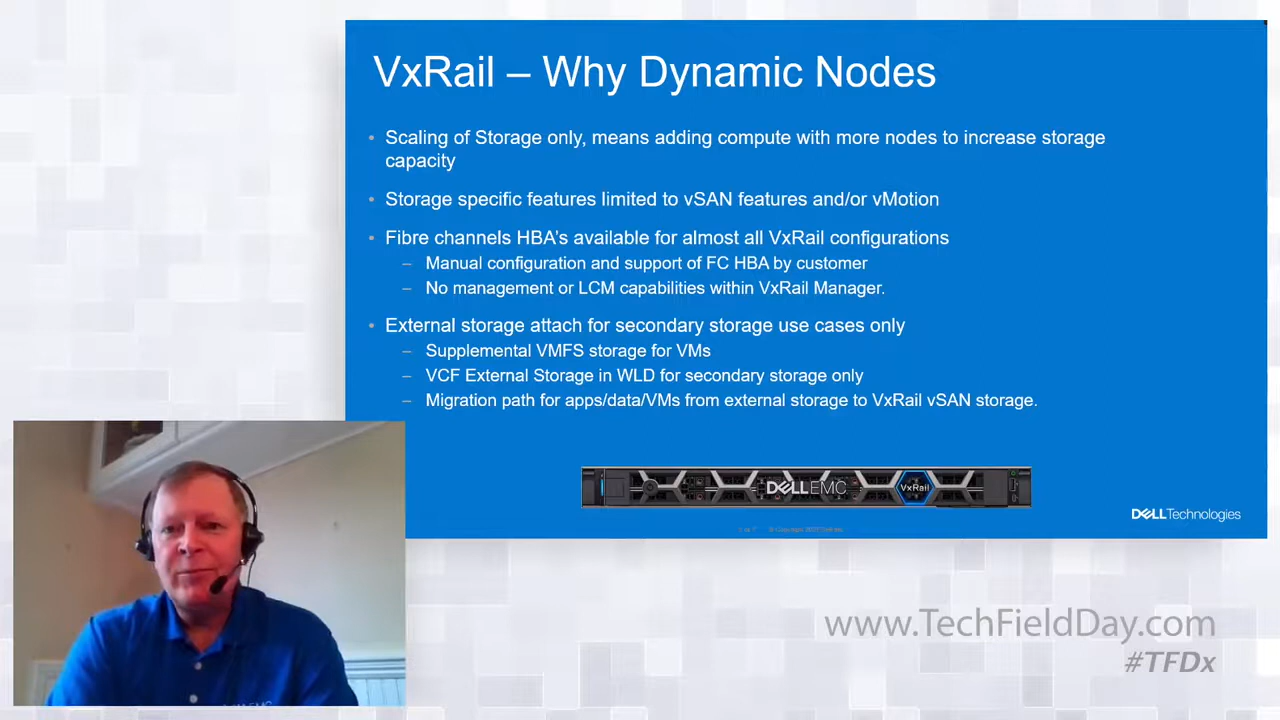 VxRail – Why Dynamic Nodes
• Scaling of Storage only, means adding compute with more nodes to increase storage
capacity
• Storage specific features limited to vSAN features and/or vMotion
• Fibre channels HBA's available for almost all VxRail configurations
– Manual configuration and support of FC HBA by customer
– No management or LCM capabilities within VxRail Manager.
• External storage attach for secondary storage use cases only
– Supplemental VMFS storage for VMs
– VCF External Storage in WLD for secondary storage only
– Migration path for apps/data/VMs from external storage to VxRail vSAN storage.
DELLEMC
VxRail
DELLTechnologies
www.TechFieldDay.com
#TFDx